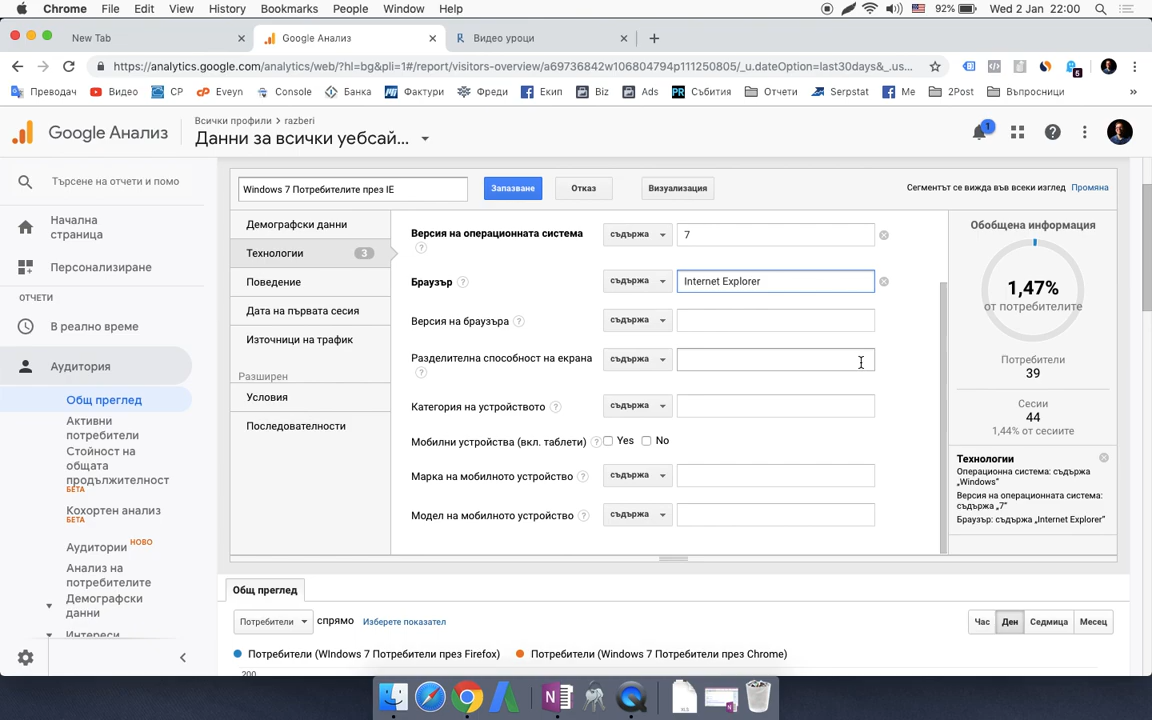 Chrome File Edit View History Bookmarks People Window Help 92% Wed 2 Jan 22:00
New Tab Google Анализ Видео уроци
https://analytics.google.com/analytics/web/?hl=bg&pli=1#/report/visitors-overview/a69736842w106804794p111250805/_u.dateOption=last30days&_.us...
Преводач Видео СР Eveyn Console Банка Фактури Фреди Екип Biz Ads Събития Отчети Serpstat Me 2Post Въпросници »
Google Анализ
Всички профили > razberi
Данни за всички уебсай...
1
Търсене на отчети и помо
Начална
страница
Персонализиране
ОТЧЕТИ
В реално време
Аудитория
Общ преглед
Активни
потребители
Стойност на
общата
продължителност
БЕТА
Кохортен анализ
БЕТА
Аудитории НОВО
Анализ на
потребителите
Демографски
данни
Интереси
Windows 7 Потребителите през IE
Запазване Отказ Визуализация
Сегментът се вижда във всеки изглед Промяна
Демографски данни
Технологии 3
Поведение
Дата на първата сесия
Източници на трафик
Разширен
Условия
Последователности
Версия на операционната система ? съдържа 7
Браузър ? съдържа Internet Explorer
Версия на браузъра ? съдържа
Разделителна способност на екрана ? съдържа
Категория на устройството ? съдържа
Мобилни устройства (вкл. таблети) ? Yes No
Марка на мобилното устройство ? съдържа
Модел на мобилното устройство ? съдържа
Обобщена информация
1,47%
от потребителите
Потребители
39
Сесии
44
1,44% от сесиите
Технологии
Операционна система: съдържа
„Windows“
Версия на операционната система:
съдържа „7“
Браузър: съдържа „Internet Explorer“
Общ преглед
Потребители спрямо Изберете показател
Час Ден Седмица Месец
Потребители (WIndows 7 Потребители през Firefox) Потребители (Windows 7 Потребители през Chrome)
200